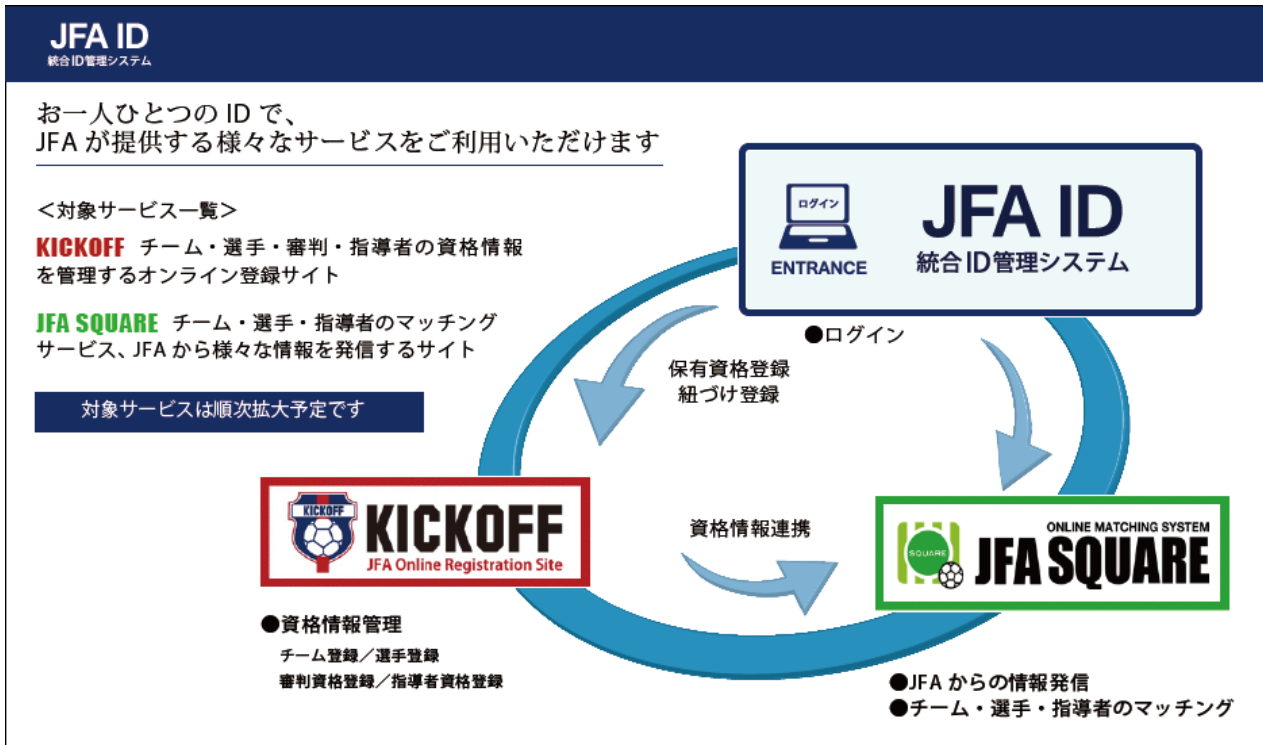 JFA ID
統合ID管理システム
お一人ひとつの ID で、
JFA が提供する様々なサービスをご利用いただけます
＜対象サービス一覧＞
KICKOFF チーム・選手・審判・指導者の資格情報
を管理するオンライン登録サイト
JFA SQUARE チーム・選手・指導者のマッチング
サービス、JFA から様々な情報を発信するサイト
対象サービスは順次拡大予定です
ログイン
ENTRANCE
JFA ID
統合ID管理システム
●ログイン
保有資格登録
紐づけ登録
KICKOFF
KICKOFF
JFA Online Registration Site
資格情報連携
SQUARE
ONLINE MATCHING SYSTEM
JFA SQUARE
●資格情報管理
チーム登録／選手登録
審判資格登録／指導者資格登録
●JFA からの情報発信
●チーム・選手・指導者のマッチング